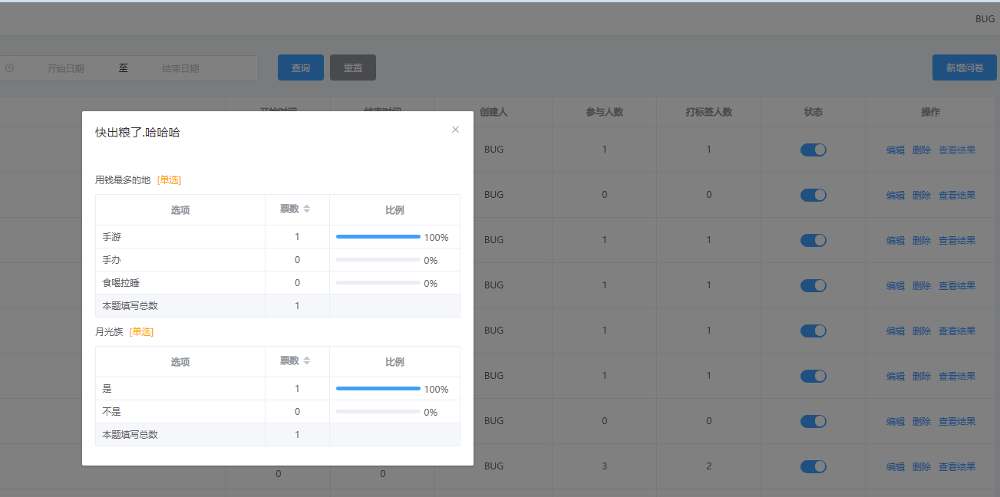 BUG
开始日期 至 结束日期 查询 重置 新增问卷
开始时间 结束时间 创建人 参与人数 打标签人数 状态 操作
快出粮了.哈哈哈
用钱最多的地 [单选]
选项 票数 比例
手游 1 100%
手办 0 0%
食喝拉睡 0 0%
本题填写总数 1
月光族 [单选]
选项 票数 比例
是 1 100%
不是 0 0%
本题填写总数 1
BUG 1 1 编辑 删除 查看结果
BUG 0 0 编辑 删除 查看结果
BUG 1 1 编辑 删除 查看结果
BUG 1 1 编辑 删除 查看结果
BUG 1 1 编辑 删除 查看结果
BUG 1 1 编辑 删除 查看结果
BUG 0 0 编辑 删除 查看结果
0 0 BUG 3 2 编辑 删除 查看结果